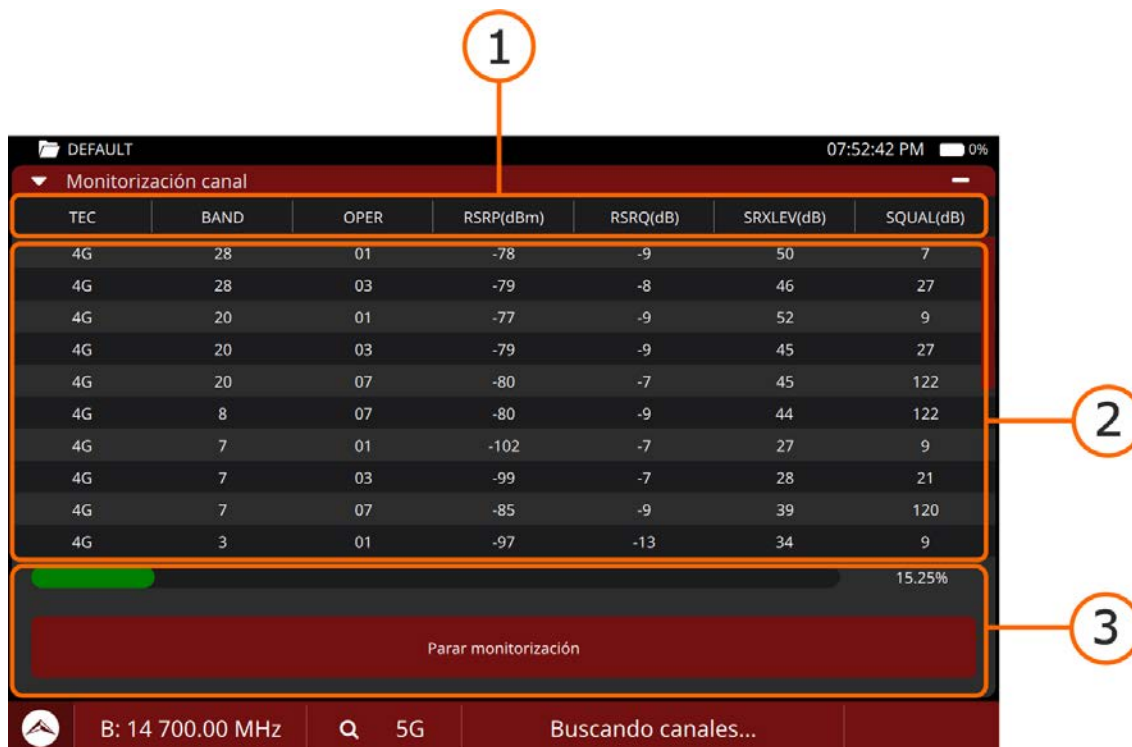 1
DEFAULT 07:52:42 PM 0%
Monitorización canal
TEC BAND OPER RSRP(dBm) RSRQ(dB) SRXLEV(dB) SQUAL(dB)
4G 28 01 -78 -9 50 7
4G 28 03 -79 -8 46 27
4G 20 01 -77 -9 52 9
4G 20 03 -79 -9 45 27
4G 20 07 -80 -7 45 122
4G 8 07 -80 -9 44 122
2
4G 7 01 -102 -7 27 9
4G 7 03 -99 -7 28 21
4G 7 07 -85 -9 39 120
4G 3 01 -97 -13 34 9
15.25%
3
Parar monitorización
B: 14 700.00 MHz 5G Buscando canales...